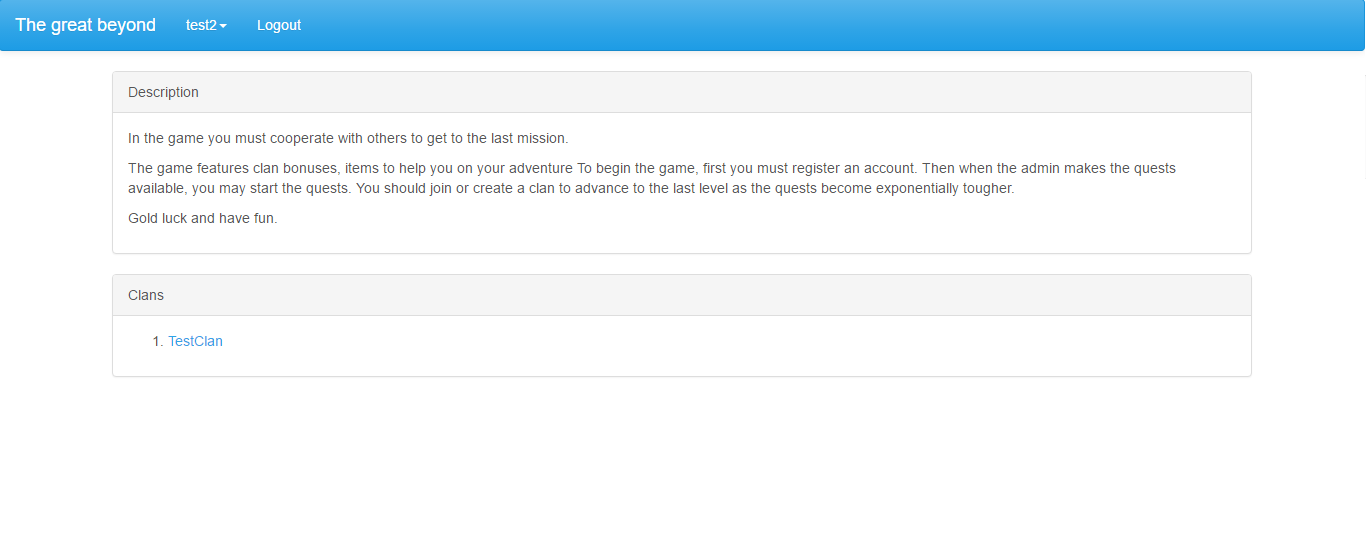 The great beyond test2 Logout
Description
In the game you must cooperate with others to get to the last mission.
The game features clan bonuses, items to help you on your adventure To begin the game, first you must register an account. Then when the admin makes the quests
available, you may start the quests. You should join or create a clan to advance to the last level as the quests become exponentially tougher.
Gold luck and have fun.
Clans
1. TestClan